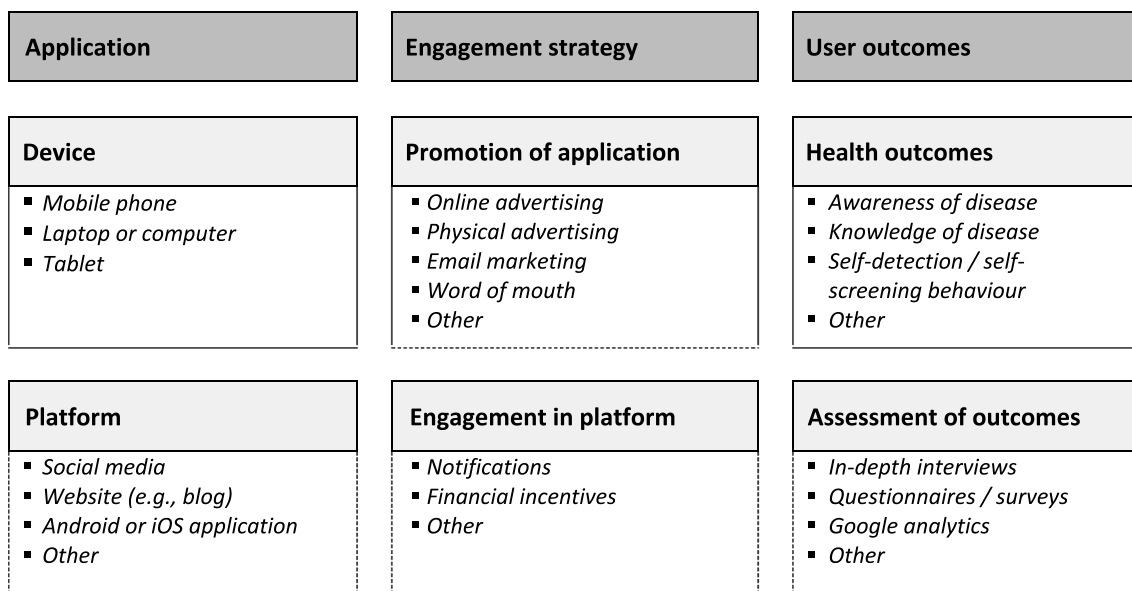 Application
Engagement strategy
User outcomes
Device
▪ Mobile phone
▪ Laptop or computer
▪ Tablet
Promotion of application
▪ Online advertising
▪ Physical advertising
▪ Email marketing
▪ Word of mouth
▪ Other
Health outcomes
▪ Awareness of disease
▪ Knowledge of disease
▪ Self-detection / self-
screening behaviour
▪ Other
Platform
▪ Social media
▪ Website (e.g., blog)
▪ Android or iOS application
▪ Other
Engagement in platform
▪ Notifications
▪ Financial incentives
▪ Other
Assessment of outcomes
▪ In-depth interviews
▪ Questionnaires / surveys
▪ Google analytics
▪ Other